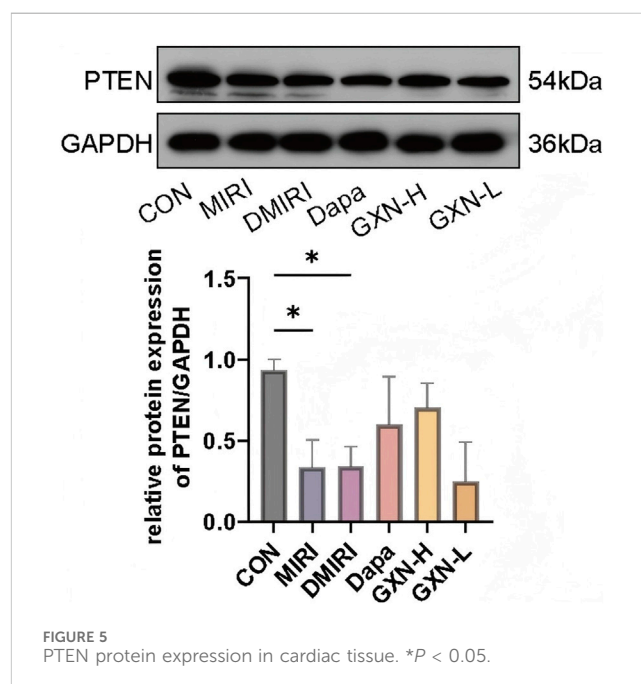 PTEN 54kDa
GAPDH 36kDa
CON MIRI DMIRI Dapa GXN-H GXN-L
relative protein expression
of PTEN/GAPDH
1.5
1.0
0.5
0.0
*
*
CON MIRI DMIRI Dapa GXN-H GXN-L
FIGURE 5
PTEN protein expression in cardiac tissue. *P < 0.05.